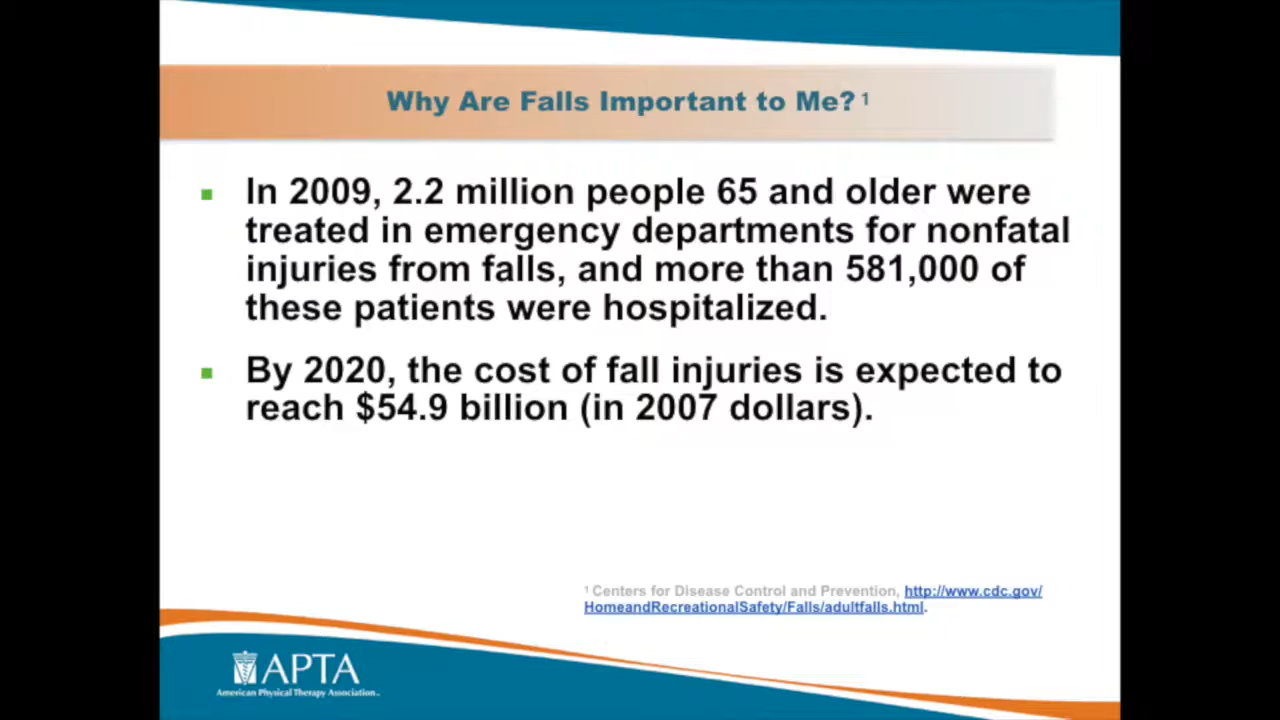 Why Are Falls Important to Me? 1
In 2009, 2.2 million people 65 and older were
treated in emergency departments for nonfatal
injuries from falls, and more than 581,000 of
these patients were hospitalized.
By 2020, the cost of fall injuries is expected to
reach $54.9 billion (in 2007 dollars).
1 Centers for Disease Control and Prevention, http://www.cdc.gov/
HomeandRecreationalSafety/Falls/adultfalls.html.
APTA
American Physical Therapy Association